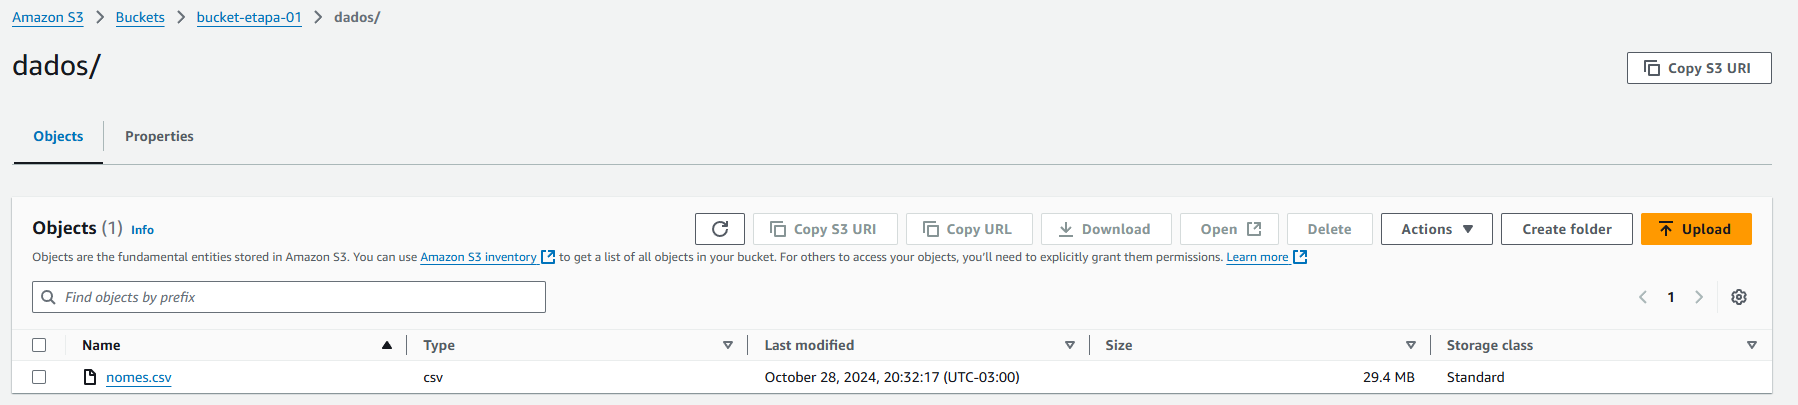 Amazon S3 > Buckets > bucket-etapa-01 > dados/
dados/
Copy S3 URI
Objects Properties
Objects (1) Info
Copy S3 URI Copy URL Download Open Delete Actions Create folder Upload
Objects are the fundamental entities stored in Amazon S3. You can use Amazon S3 inventory to get a list of all objects in your bucket. For others to access your objects, you'll need to explicitly grant them permissions. Learn more
Find objects by prefix
1
Name Type Last modified Size Storage class
nomes.csv csv October 28, 2024, 20:32:17 (UTC-03:00) 29.4 MB Standard